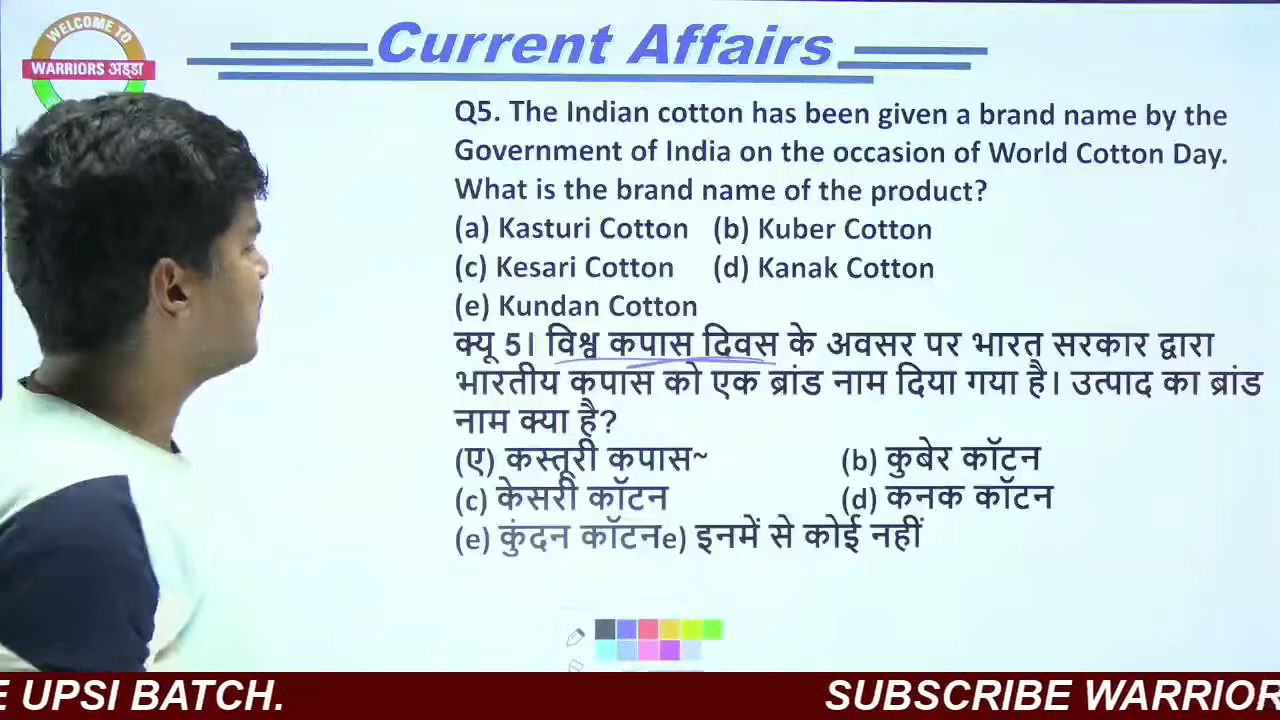 WELCOME TO
WARRIORS अड्डा
Current Affairs
Q5. The Indian cotton has been given a brand name by the
Government of India on the occasion of World Cotton Day.
What is the brand name of the product?
(a) Kasturi Cotton (b) Kuber Cotton
(c) Kesari Cotton (d) Kanak Cotton
(e) Kundan Cotton
क्यू 5। विश्व कपास दिवस के अवसर पर भारत सरकार द्वारा
भारतीय कपास को एक ब्रांड नाम दिया गया है। उत्पाद का ब्रांड
नाम क्या है?
(ए) कस्तूरी कपास~ (b) कुबेर कॉटन
(c) केसरी कॉटन (d) कनक कॉटन
(e) कुंदन कॉटनe) इनमें से कोई नहीं
E UPSI BATCH. SUBSCRIBE WARRIOR